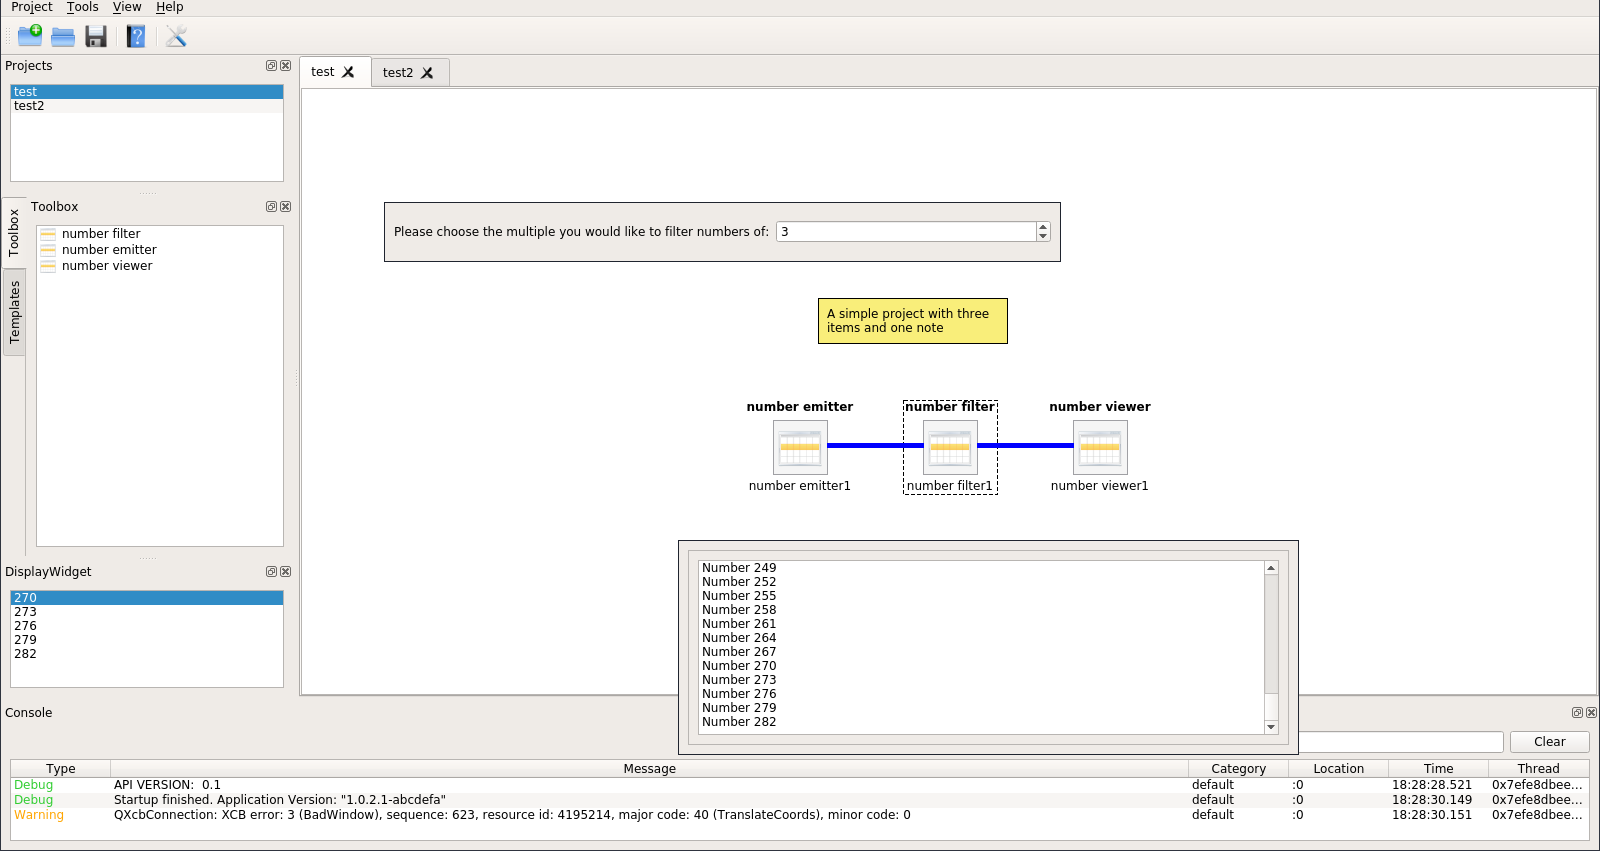 Project Tools View Help
Projects
test
test2
Toolbox
Templates
Toolbox
number filter
number emitter
number viewer
DisplayWidget
270
273
276
279
282
test
test2
Please choose the multiple you would like to filter numbers of: 3
A simple project with three
items and one note
number emitter number filter number viewer
number emitter1 number filter1 number viewer1
Number 249
Number 252
Number 255
Number 258
Number 261
Number 264
Number 267
Number 270
Number 273
Number 276
Number 279
Number 282
Console
Clear
Type Message Category Location Time Thread
Debug API VERSION:  0.1 default :0 18:28:28.521 0x7efe8dbee...
Debug Startup finished. Application Version: "1.0.2.1-abcdefa" default :0 18:28:30.149 0x7efe8dbee...
Warning QXcbConnection: XCB error: 3 (BadWindow), sequence: 623, resource id: 4195214, major code: 40 (TranslateCoords), minor code: 0 default :0 18:28:30.151 0x7efe8dbee...